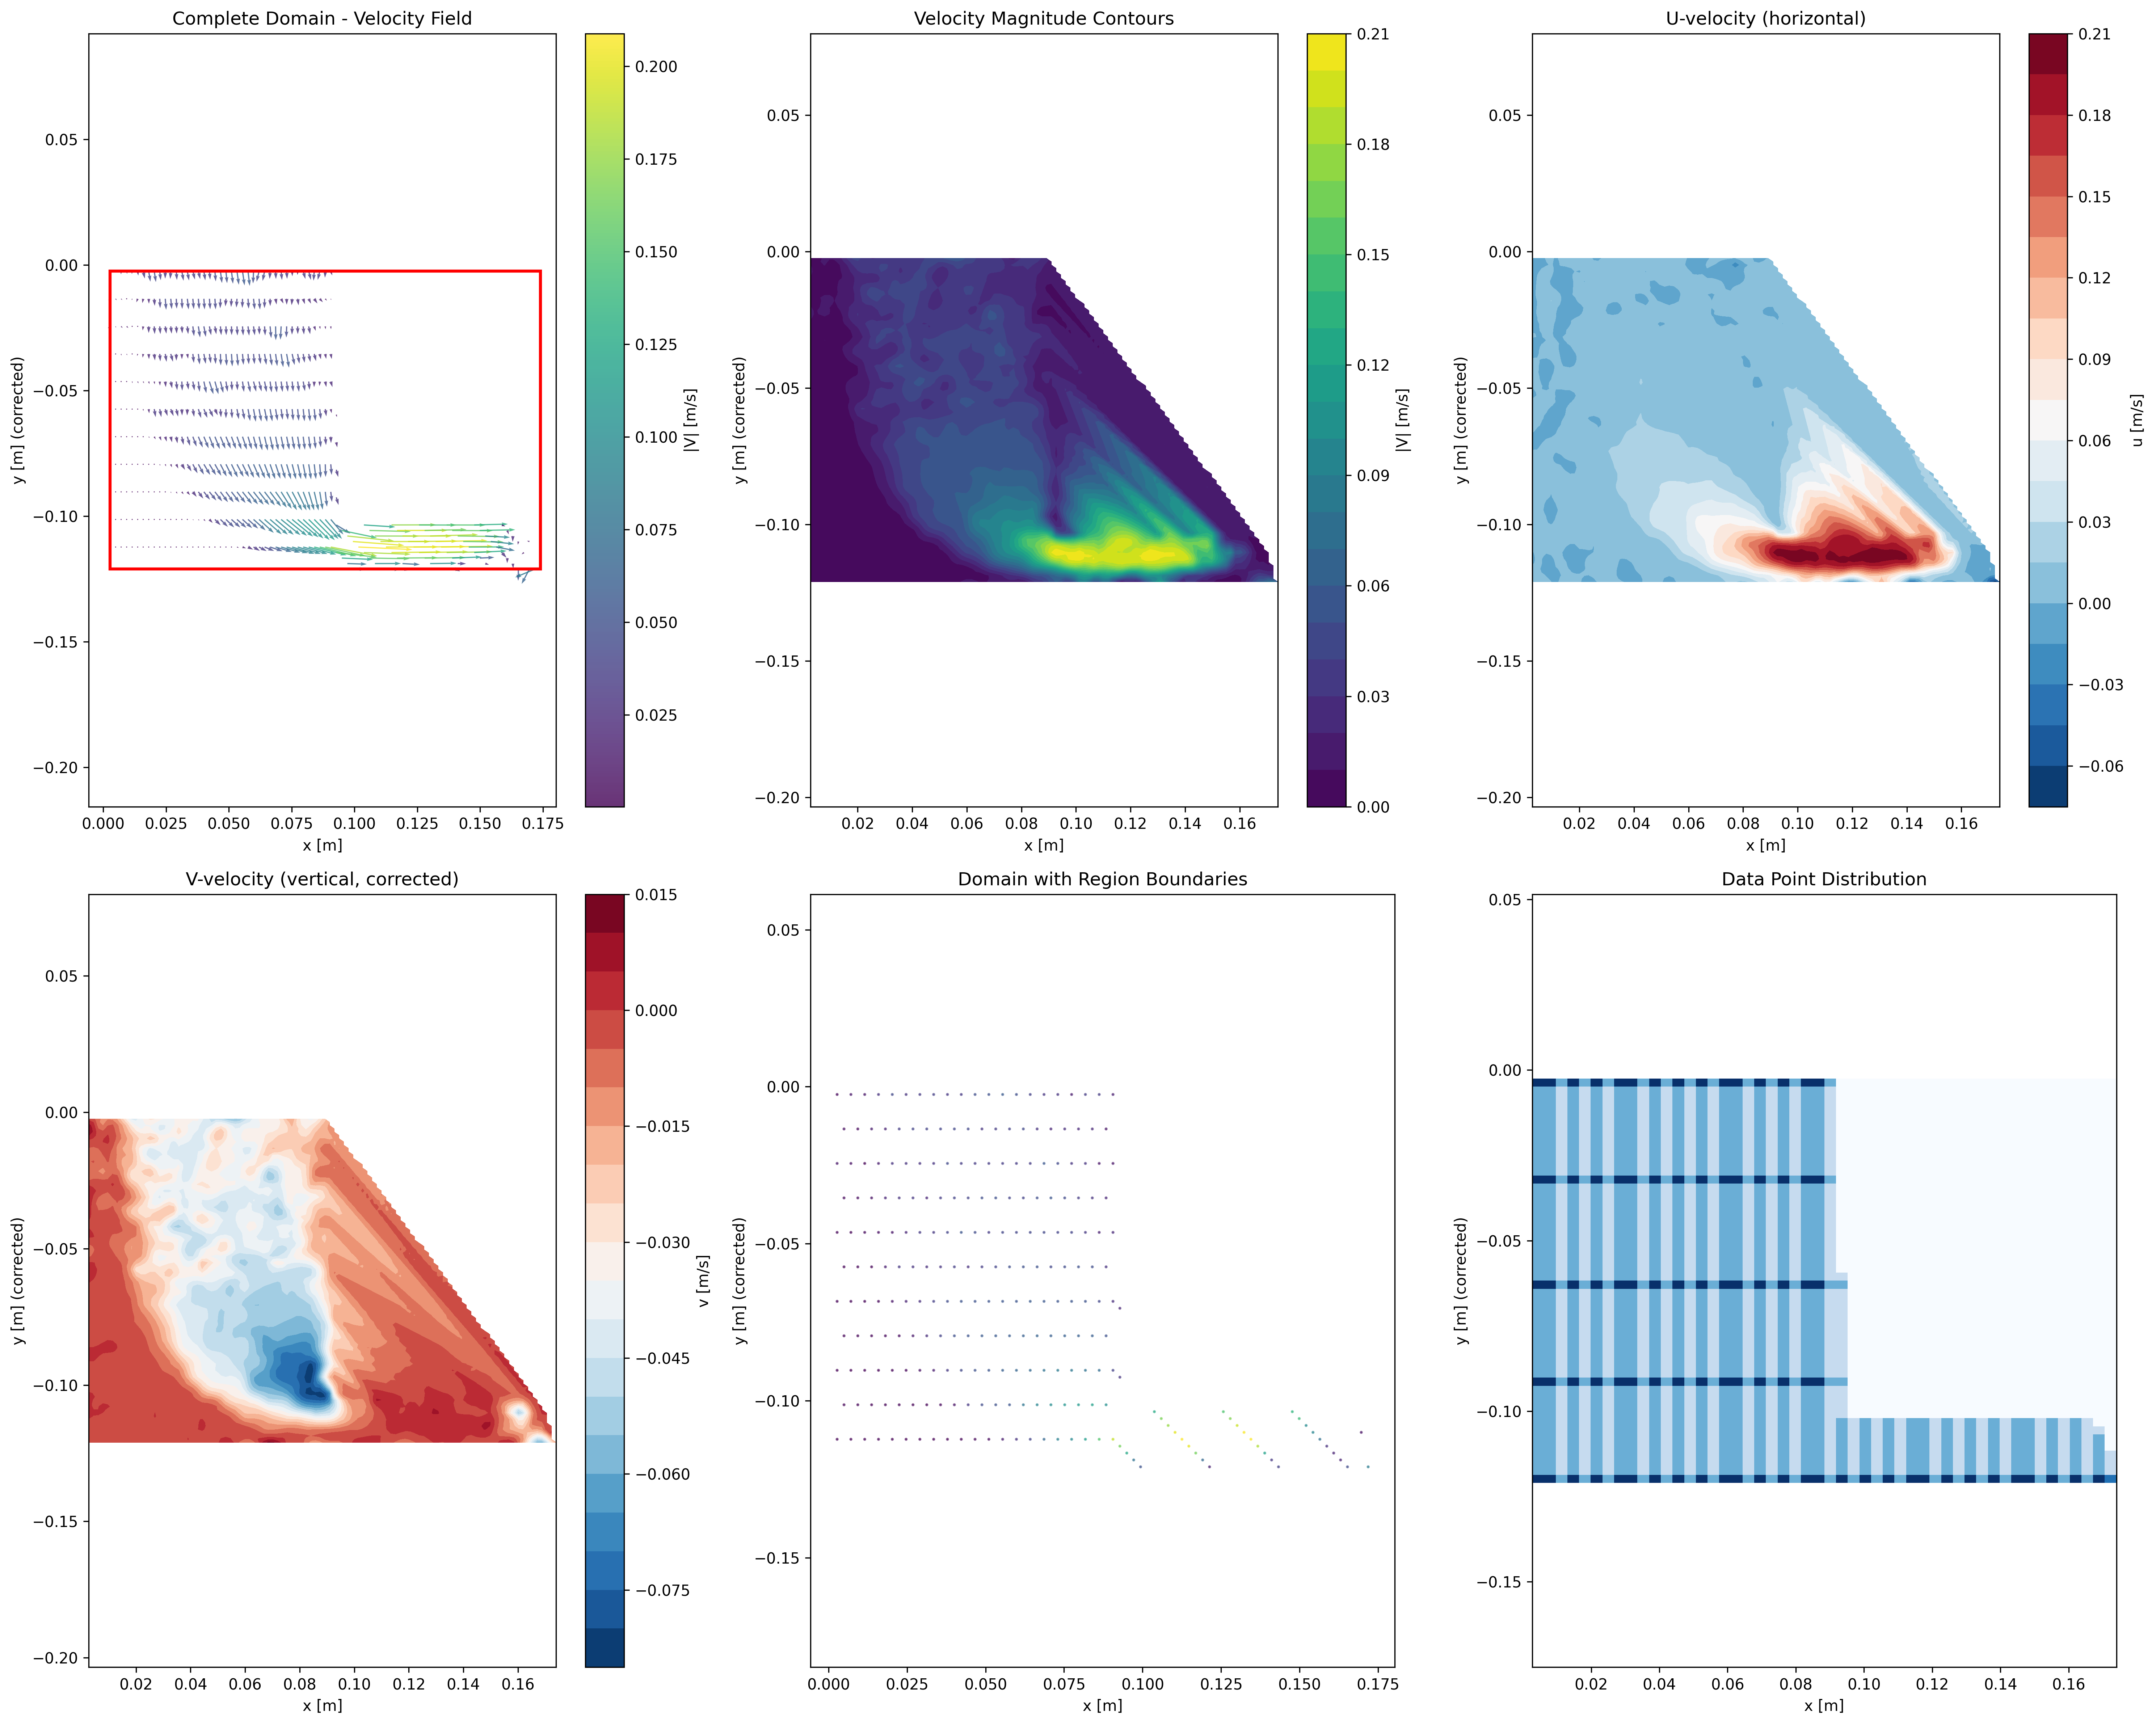 Complete Domain - Velocity Field
0.05
0.00
−0.05
−0.10
−0.15
−0.20
y [m] (corrected)
0.000 0.025 0.050 0.075 0.100 0.125 0.150 0.175
x [m]
0.200
0.175
0.150
0.125
0.100
0.075
0.050
0.025
|V| [m/s]
Velocity Magnitude Contours
0.05
0.00
−0.05
−0.10
−0.15
−0.20
y [m] (corrected)
0.02 0.04 0.06 0.08 0.10 0.12 0.14 0.16
x [m]
0.21
0.18
0.15
0.12
0.09
0.06
0.03
0.00
|V| [m/s]
U-velocity (horizontal)
0.05
0.00
−0.05
−0.10
−0.15
−0.20
y [m] (corrected)
0.02 0.04 0.06 0.08 0.10 0.12 0.14 0.16
x [m]
0.21
0.18
0.15
0.12
0.09
0.06
0.03
0.00
−0.03
−0.06
u [m/s]
V-velocity (vertical, corrected)
0.05
0.00
−0.05
−0.10
−0.15
−0.20
y [m] (corrected)
0.02 0.04 0.06 0.08 0.10 0.12 0.14 0.16
x [m]
0.015
0.000
−0.015
−0.030
−0.045
−0.060
−0.075
v [m/s]
Domain with Region Boundaries
0.05
0.00
−0.05
−0.10
−0.15
y [m] (corrected)
0.000 0.025 0.050 0.075 0.100 0.125 0.150 0.175
x [m]
Data Point Distribution
0.05
0.00
−0.05
−0.10
−0.15
y [m] (corrected)
0.02 0.04 0.06 0.08 0.10 0.12 0.14 0.16
x [m]